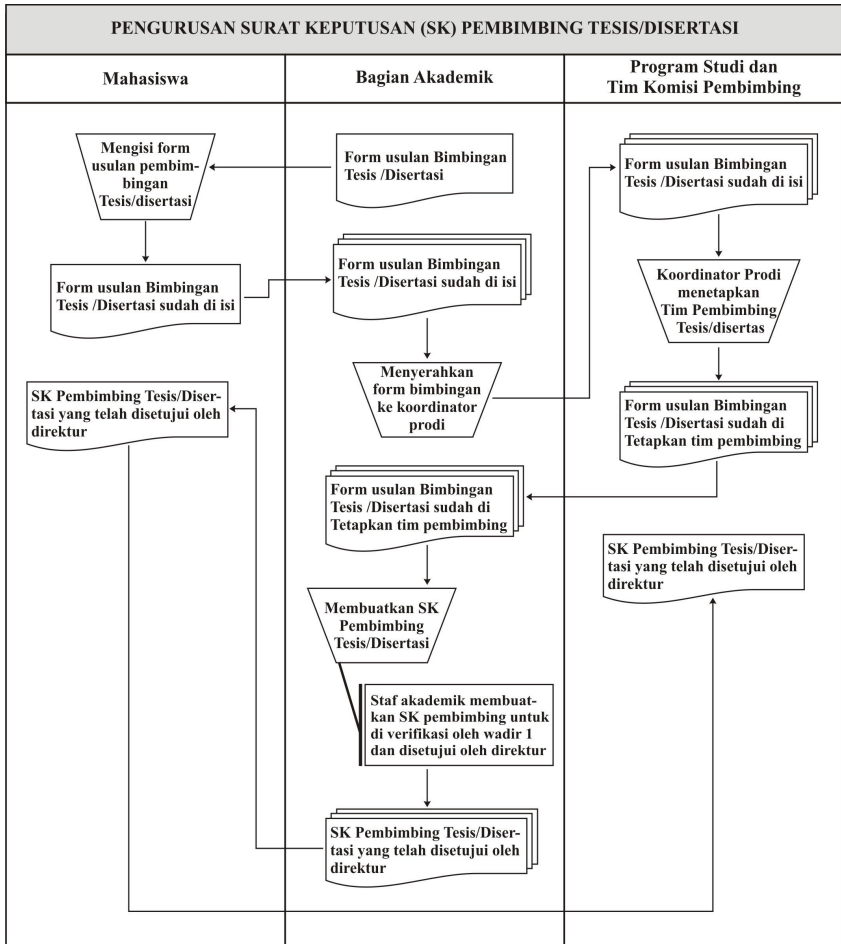 PENGURUSAN SURAT KEPUTUSAN (SK) PEMBIMBING TESIS/DISERTASI
Mahasiswa
Bagian Akademik
Program Studi dan
Tim Komisi Pembimbing
Mengisi form
usulan pembim-
bingan
Tesis/disertasi
Form usulan Bimbingan
Tesis /Disertasi
Form usulan Bimbingan
Tesis /Disertasi sudah di isi
Form usulan Bimbingan
Tesis /Disertasi sudah di isi
Form usulan Bimbingan
Tesis /Disertasi sudah di isi
Koordinator Prodi
menetapkan
Tim Pembimbing
Tesis/disertas
Menyerahkan
form bimbingan
ke koordinator
prodi
SK Pembimbing Tesis/Diser-
tasi yang telah disetujui oleh
direktur
Form usulan Bimbingan
Tesis /Disertasi sudah di
Tetapkan tim pembimbing
Form usulan Bimbingan
Tesis /Disertasi sudah di
Tetapkan tim pembimbing
SK Pembimbing Tesis/Diser-
tasi yang telah disetujui oleh
direktur
Membuatkan SK
Pembimbing
Tesis/Disertasi
Staf akademik membuat-
kan SK pembimbing untuk
di verifikasi oleh wadir 1
dan disetujui oleh direktur
SK Pembimbing Tesis/Diser-
tasi yang telah disetujui oleh
direktur